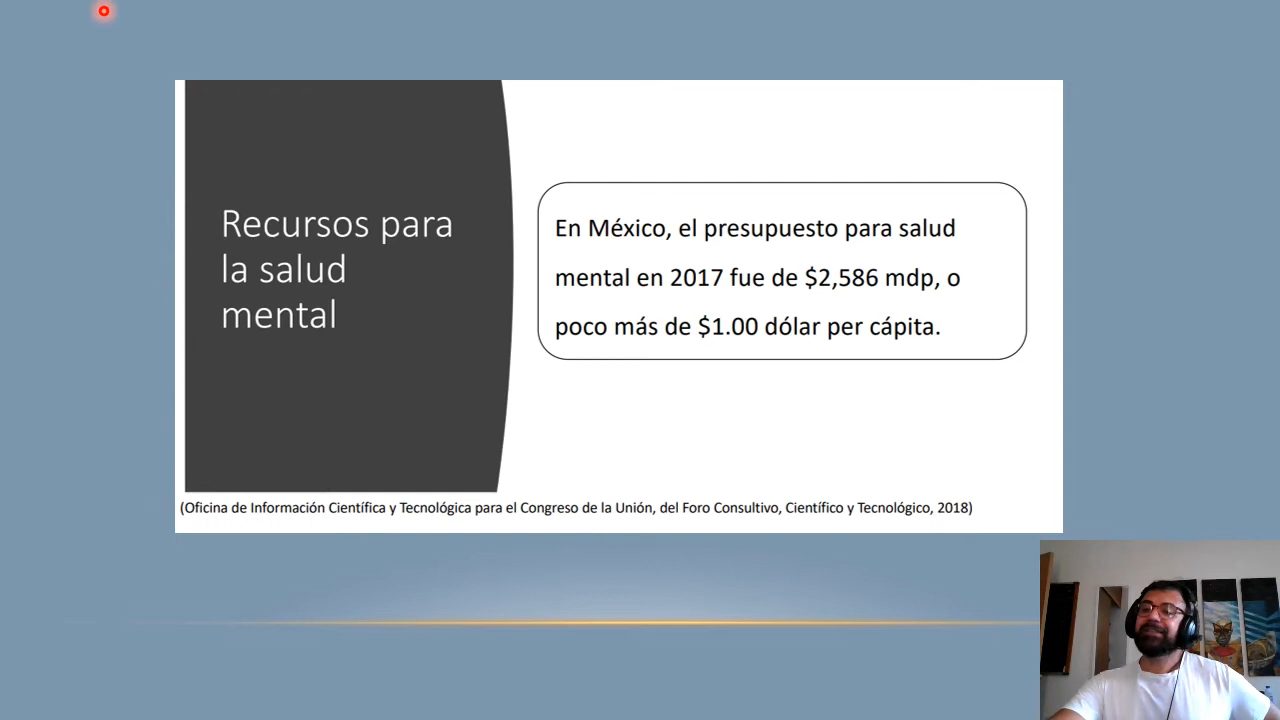 Recursos para
la salud
mental
En México, el presupuesto para salud
mental en 2017 fue de $2,586 mdp, o
poco más de $1.00 dólar per cápita.
(Oficina de Información Científica y Tecnológica para el Congreso de la Unión, del Foro Consultivo, Científico y Tecnológico, 2018)